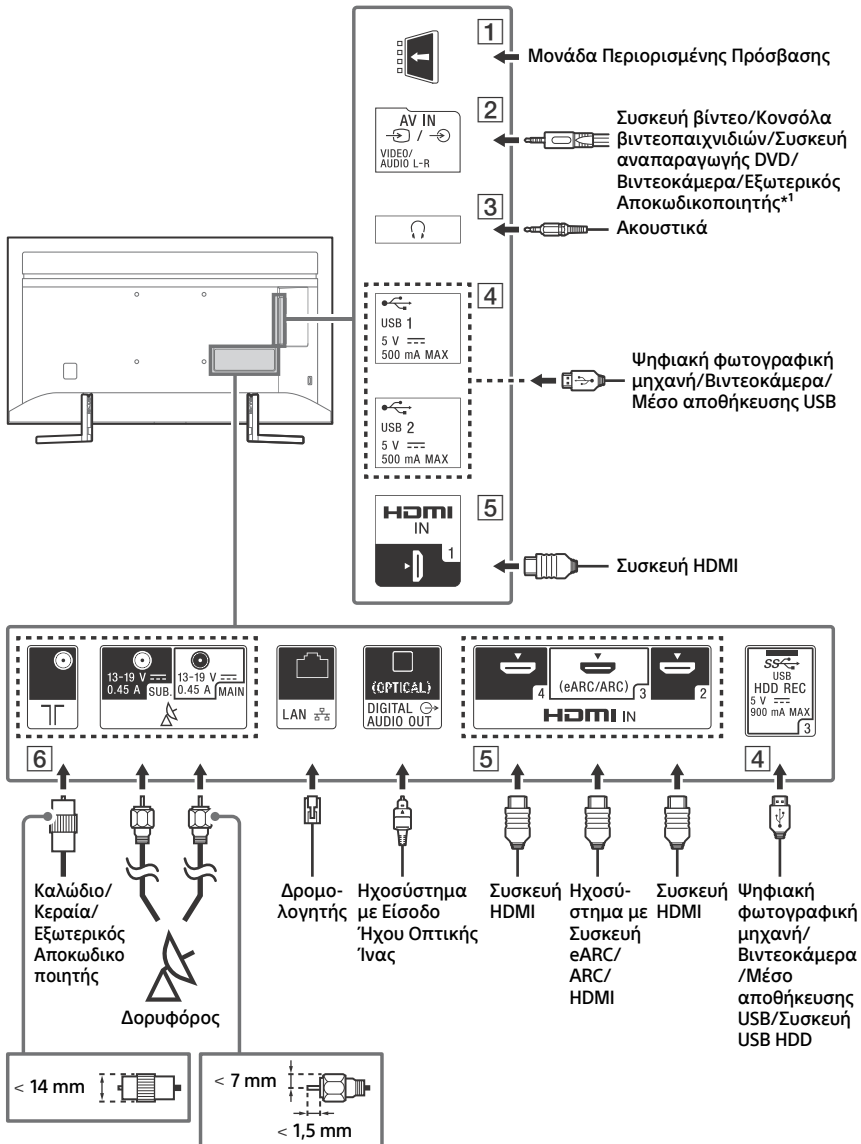 1
Μονάδα Περιορισμένης Πρόσβασης
2
AV IN
/
VIDEO/
AUDIO L-R
Συσκευή βίντεο/Κονσόλα
βιντεοπαιχνιδιών/Συσκευή
αναπαραγωγής DVD/
Βιντεοκάμερα/Εξωτερικός
Αποκωδικοποιητής*1
3
Ακουστικά
4
USB 1
5 V
500 mA MAX
USB 2
5 V
500 mA MAX
Ψηφιακή φωτογραφική
μηχανή/Βιντεοκάμερα/
Μέσο αποθήκευσης USB
5
HDMI
IN
1
Συσκευή HDMI
13-19 V
0.45 A SUB.
13-19 V
0.45 A MAIN
LAN
(OPTICAL)
DIGITAL
AUDIO OUT
4
(eARC/ARC) 3
2
HDMI IN
SS
USB
HDD REC
5 V
900 mA MAX
3
6
5
4
Καλώδιο/
Κεραία/
Εξωτερικός
Αποκωδικο
ποιητής
Δορυφόρος
Δρομο-
λογητής
Ηχοσύστημα
με Είσοδο
Ήχου Οπτικής
Ίνας
Συσκευή
HDMI
Ηχοσύ-
στημα με
Συσκευή
eARC/
ARC/
HDMI
Συσκευή
HDMI
Ψηφιακή
φωτογραφική
μηχανή/
Βιντεοκάμερα
/Μέσο
αποθήκευσης
USB/Συσκευή
USB HDD
< 14 mm
< 7 mm
< 1,5 mm